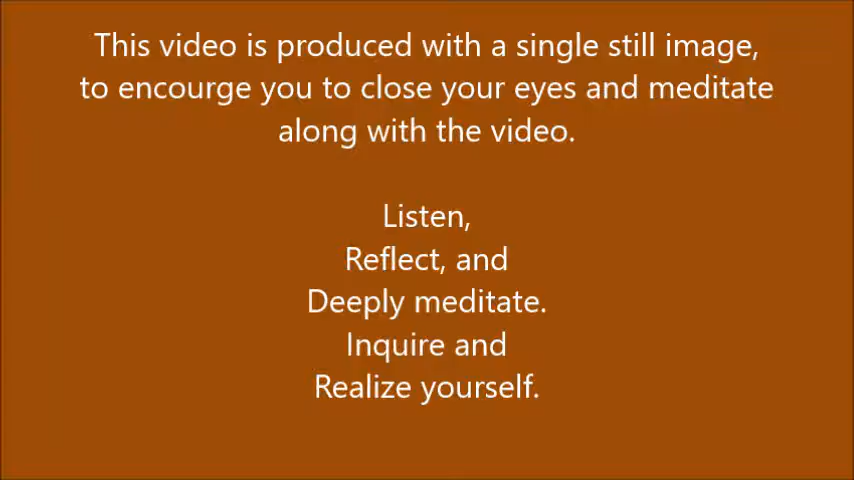 This video is produced with a single still image,
to encourge you to close your eyes and meditate
along with the video.
Listen,
Reflect, and
Deeply meditate.
Inquire and
Realize yourself.